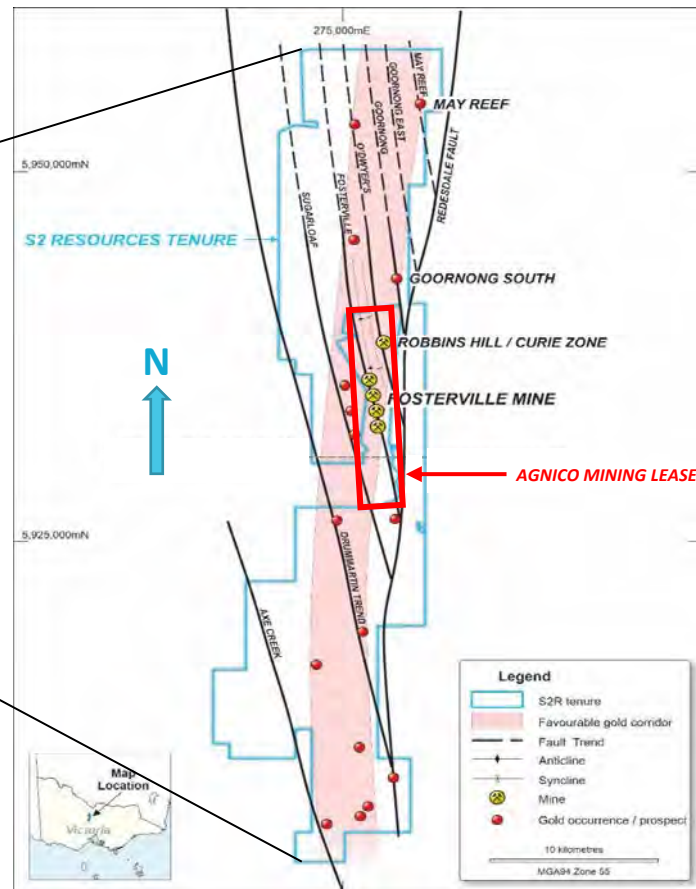 275,000mE
MAY REEF
GOORNONG EAST
GOORNONG
O'DWYER'S
FOSTERVILLE
SUGARLOAF
MAY REEF
REDESDALE FAULT
5,950,000mN
S2 RESOURCES TENURE
GOORNONG SOUTH
ROBBINS HILL / CURIE ZONE
N
FOSTERVILLE MINE
AGNICO MINING LEASE
5,925,000mN
DRUMMARTIN TREND
AXE CREEK
Legend
S2R tenure
Favourable gold corridor
Fault Trend
Anticline
Syncline
Mine
Gold occurrence / prospect
10 kilometres
MGA94 Zone 55
Map
Location
Victoria